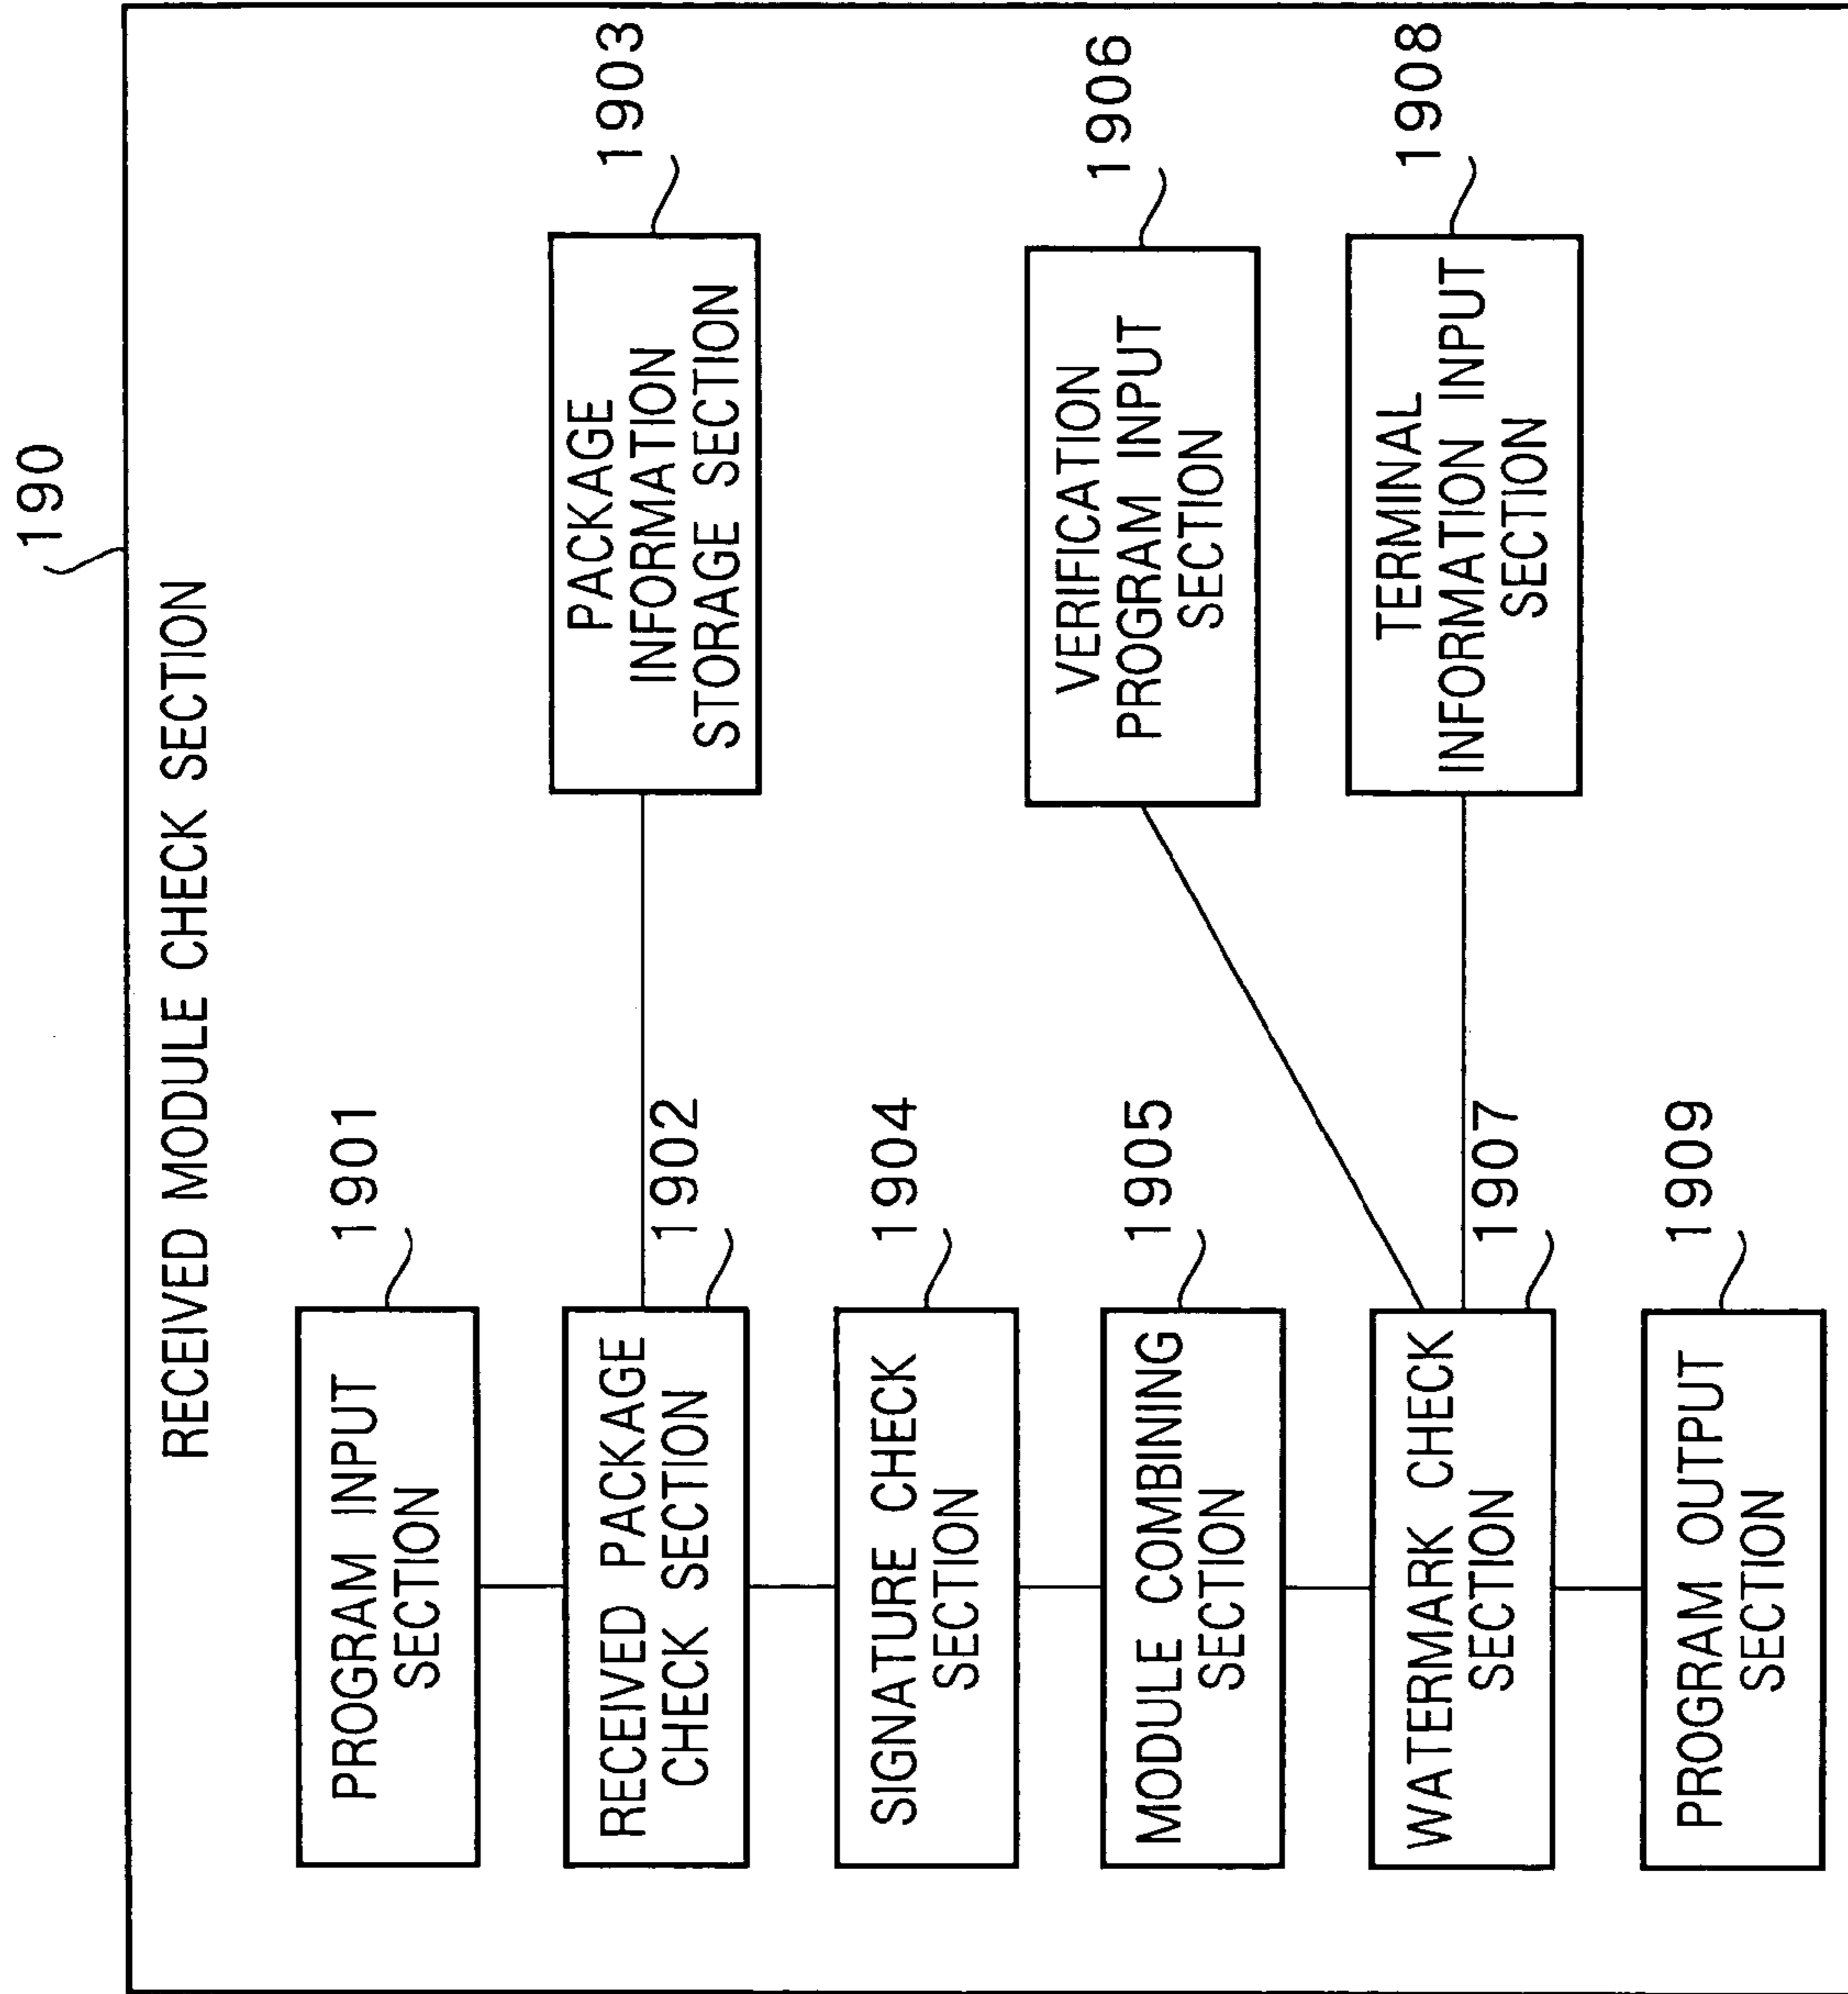 190
RECEIVED MODULE CHECK SECTION
PROGRAM INPUT
SECTION
1901
RECEIVED PACKAGE
CHECK SECTION
1902
PACKAGE
INFORMATION
STORAGE SECTION
1903
SIGNATURE CHECK
SECTION
1904
MODULE COMBINING
SECTION
1905
VERIFICATION
PROGRAM INPUT
SECTION
1906
WATERMARK CHECK
SECTION
1907
TERMINAL
INFORMATION INPUT
SECTION
1908
PROGRAM OUTPUT
SECTION
1909